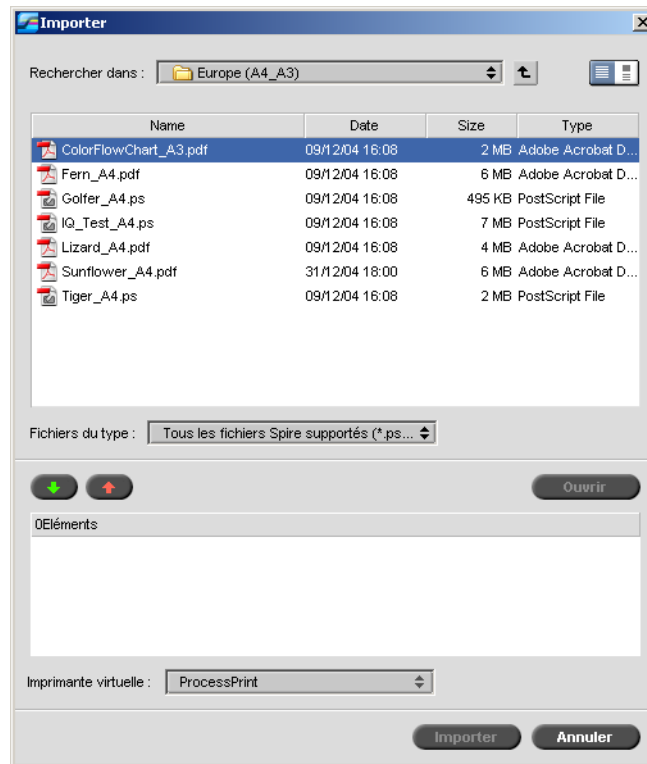 Importer
Rechercher dans : Europe (A4_A3)
Name Date Size Type
ColorFlowChart_A3.pdf 09/12/04 16:08 2 MB Adobe Acrobat D...
Fern_A4.pdf 09/12/04 16:08 6 MB Adobe Acrobat D...
Golfer_A4.ps 09/12/04 16:08 495 KB PostScript File
IQ_Test_A4.ps 09/12/04 16:08 7 MB PostScript File
Lizard_A4.pdf 09/12/04 16:08 4 MB Adobe Acrobat D...
Sunflower_A4.pdf 31/12/04 18:00 6 MB Adobe Acrobat D...
Tiger_A4.ps 09/12/04 16:08 2 MB PostScript File
Fichiers du type : Tous les fichiers Spire supportés (*.ps...
Ouvrir
0Eléments
Imprimante virtuelle : ProcessPrint
Importer Annuler